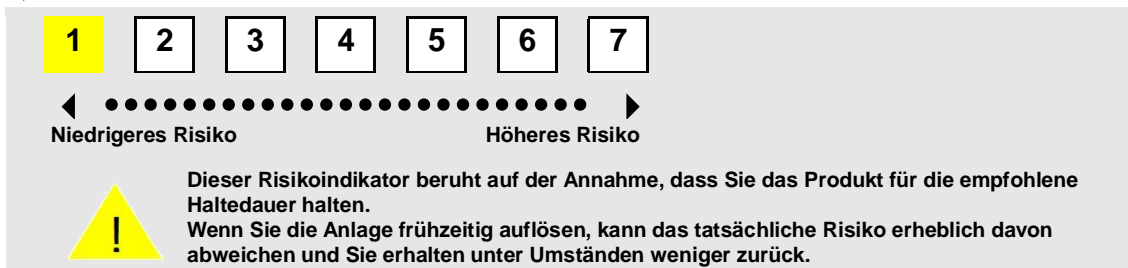 1 2 3 4 5 6 7
Niedrigeres Risiko Höheres Risiko
! Dieser Risikoindikator beruht auf der Annahme, dass Sie das Produkt für die empfohlene
Haltedauer halten.
Wenn Sie die Anlage frühzeitig auflösen, kann das tatsächliche Risiko erheblich davon
abweichen und Sie erhalten unter Umständen weniger zurück.